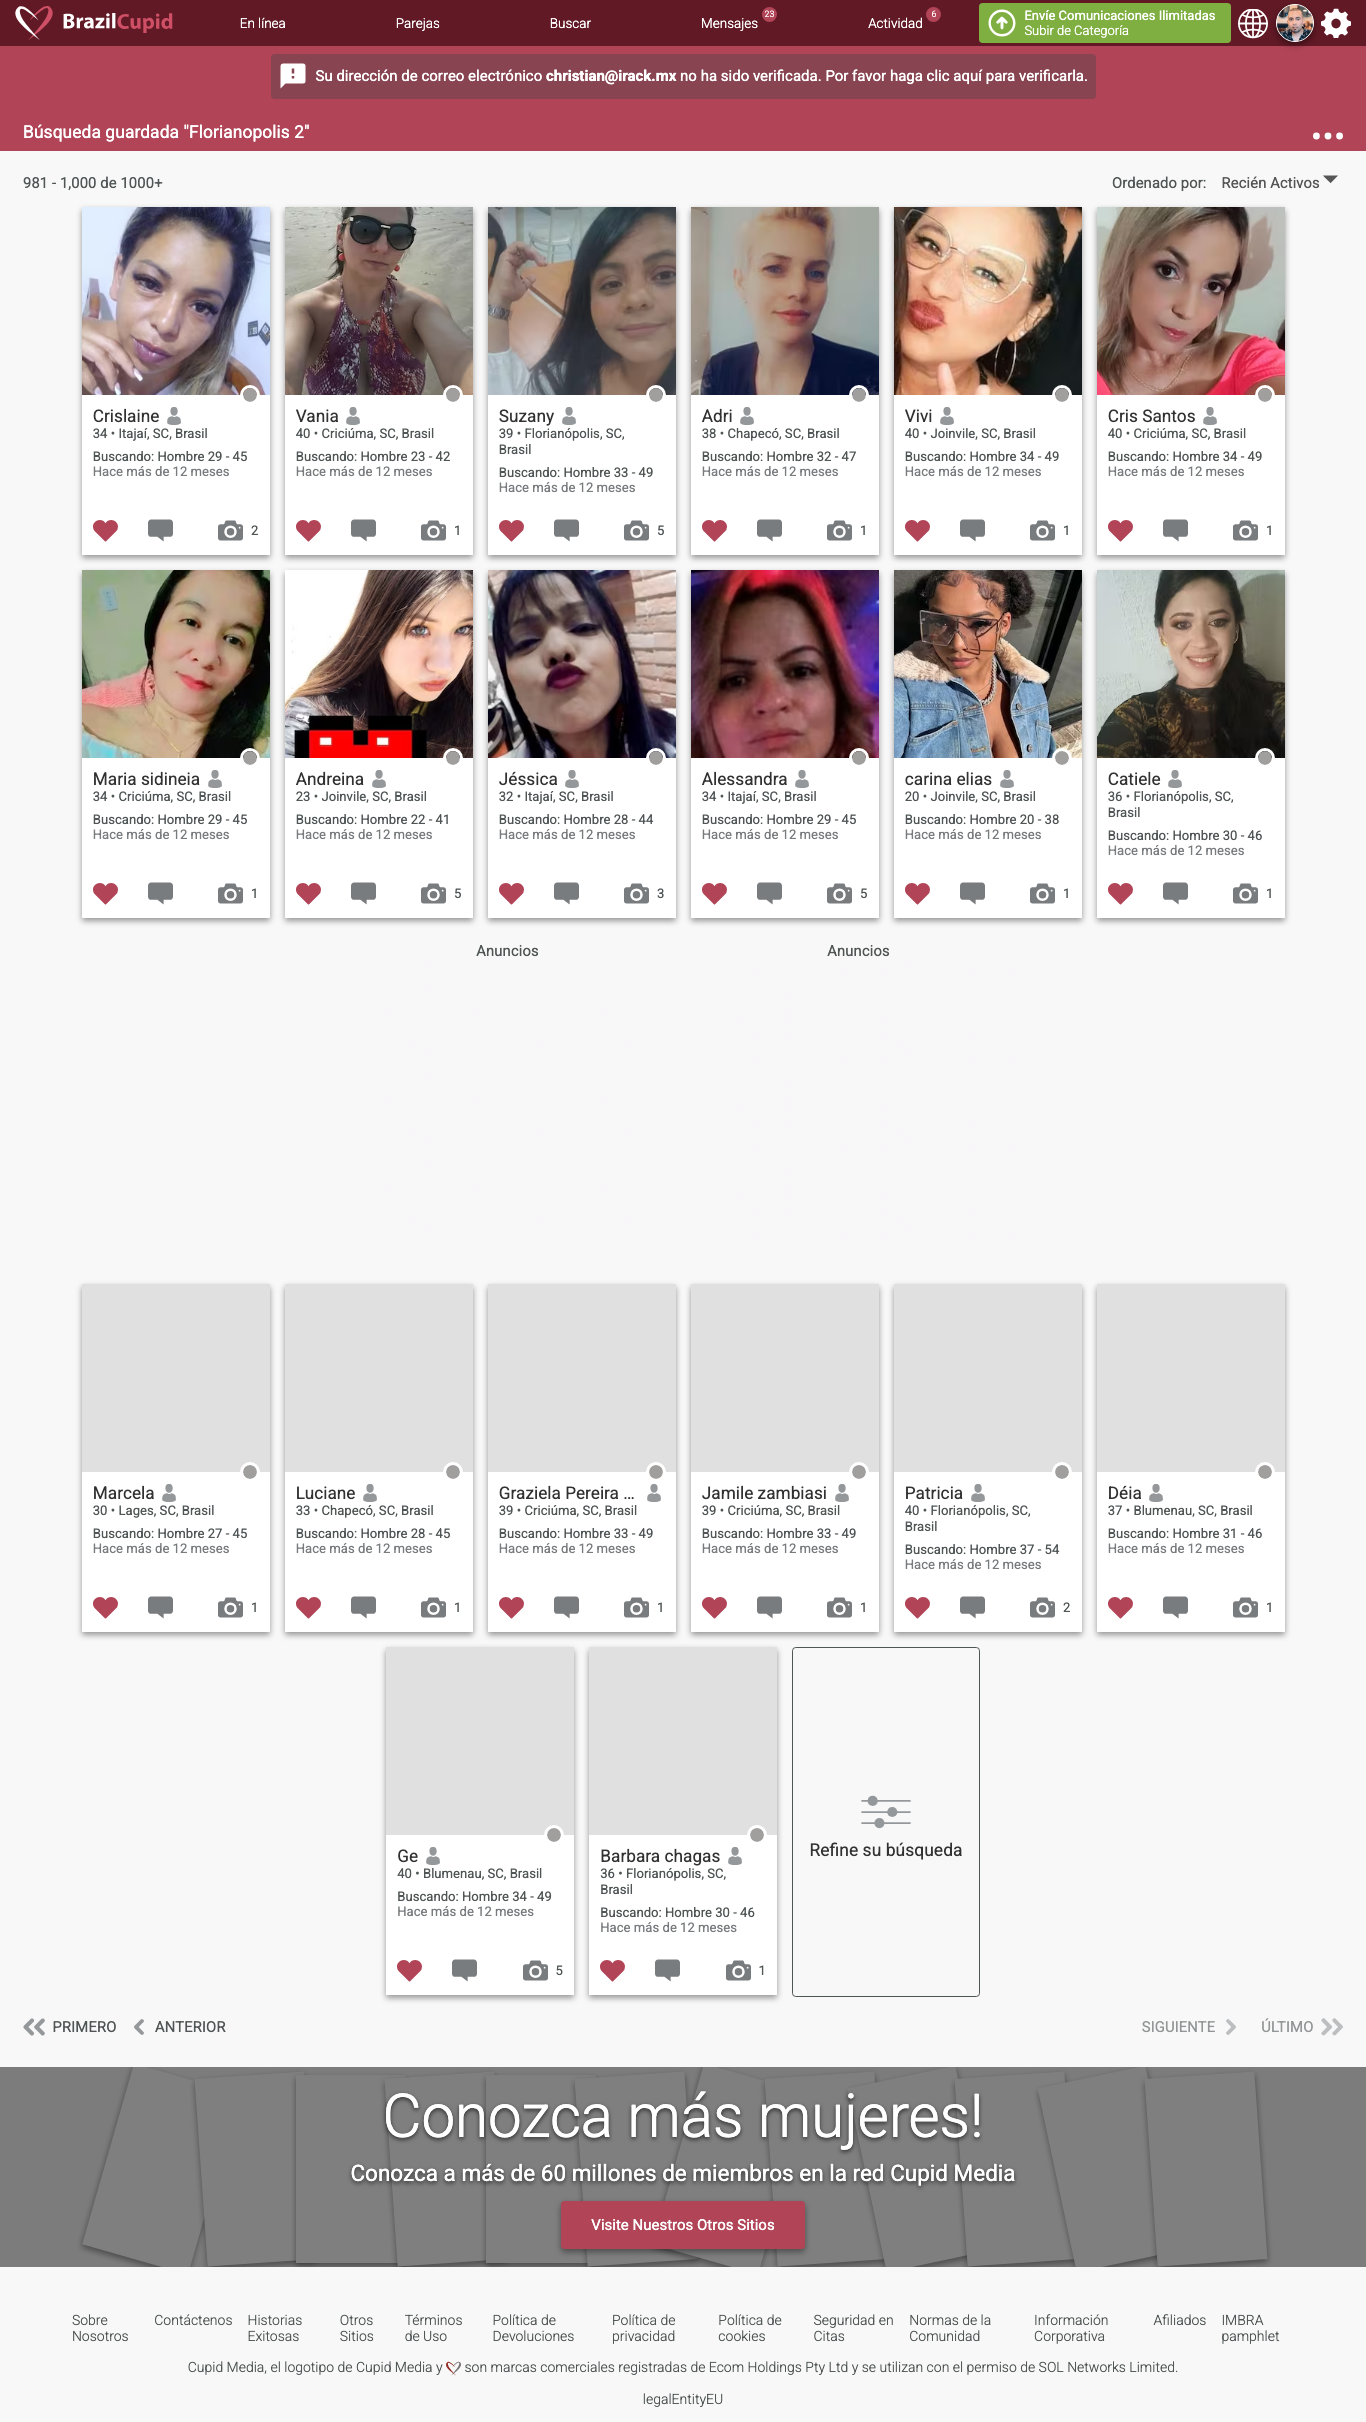 BrazilCupid
En línea
Parejas
Buscar
Mensajes 23
Actividad 6
Envíe Comunicaciones Ilimitadas
Subir de Categoría
Su dirección de correo electrónico christian@irack.mx no ha sido verificada. Por favor haga clic aquí para verificarla.
Búsqueda guardada "Florianopolis 2"
981 - 1,000 de 1000+
Ordenado por: Recién Activos
Crislaine
34 • Itajaí, SC, Brasil
Buscando: Hombre 29 - 45
Hace más de 12 meses
2
Vania
40 • Criciúma, SC, Brasil
Buscando: Hombre 23 - 42
Hace más de 12 meses
1
Suzany
39 • Florianópolis, SC,
Brasil
Buscando: Hombre 33 - 49
Hace más de 12 meses
5
Adri
38 • Chapecó, SC, Brasil
Buscando: Hombre 32 - 47
Hace más de 12 meses
1
Vivi
40 • Joinvile, SC, Brasil
Buscando: Hombre 34 - 49
Hace más de 12 meses
1
Cris Santos
40 • Criciúma, SC, Brasil
Buscando: Hombre 34 - 49
Hace más de 12 meses
1
Maria sidineia
34 • Criciúma, SC, Brasil
Buscando: Hombre 29 - 45
Hace más de 12 meses
1
Andreina
23 • Joinvile, SC, Brasil
Buscando: Hombre 22 - 41
Hace más de 12 meses
5
Jéssica
32 • Itajaí, SC, Brasil
Buscando: Hombre 28 - 44
Hace más de 12 meses
3
Alessandra
34 • Itajaí, SC, Brasil
Buscando: Hombre 29 - 45
Hace más de 12 meses
5
carina elias
20 • Joinvile, SC, Brasil
Buscando: Hombre 20 - 38
Hace más de 12 meses
1
Catiele
36 • Florianópolis, SC,
Brasil
Buscando: Hombre 30 - 46
Hace más de 12 meses
1
Anuncios
Anuncios
Marcela
30 • Lages, SC, Brasil
Buscando: Hombre 27 - 45
Hace más de 12 meses
1
Luciane
33 • Chapecó, SC, Brasil
Buscando: Hombre 28 - 45
Hace más de 12 meses
1
Graziela Pereira ...
39 • Criciúma, SC, Brasil
Buscando: Hombre 33 - 49
Hace más de 12 meses
1
Jamile zambiasi
39 • Criciúma, SC, Brasil
Buscando: Hombre 33 - 49
Hace más de 12 meses
1
Patricia
40 • Florianópolis, SC,
Brasil
Buscando: Hombre 37 - 54
Hace más de 12 meses
2
Déia
37 • Blumenau, SC, Brasil
Buscando: Hombre 31 - 46
Hace más de 12 meses
1
Ge
40 • Blumenau, SC, Brasil
Buscando: Hombre 34 - 49
Hace más de 12 meses
5
Barbara chagas
36 • Florianópolis, SC,
Brasil
Buscando: Hombre 30 - 46
Hace más de 12 meses
1
Refine su búsqueda
PRIMERO
ANTERIOR
SIGUIENTE
ÚLTIMO
Conozca más mujeres!
Conozca a más de 60 millones de miembros en la red Cupid Media
Visite Nuestros Otros Sitios
Sobre
Nosotros
Contáctenos
Historias
Exitosas
Otros
Sitios
Términos
de Uso
Política de
Devoluciones
Política de
privacidad
Política de
cookies
Seguridad en
Citas
Normas de la
Comunidad
Información
Corporativa
Afiliados
IMBRA
pamphlet
Cupid Media, el logotipo de Cupid Media y son marcas comerciales registradas de Ecom Holdings Pty Ltd y se utilizan con el permiso de SOL Networks Limited.
legalEntityEU